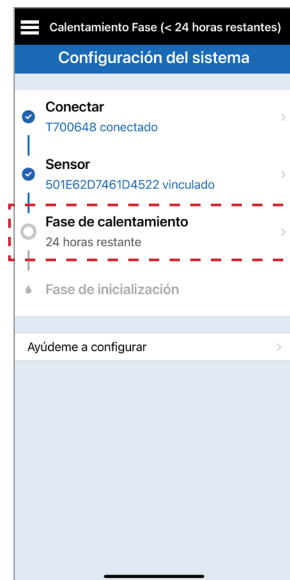 Calentamiento Fase (< 24 horas restantes)
Configuración del sistema
Conectar
T700648 conectado
Sensor
501E62D7461D4522 vinculado
Fase de calentamiento
24 horas restante
Fase de inicialización
Ayúdeme a configurar